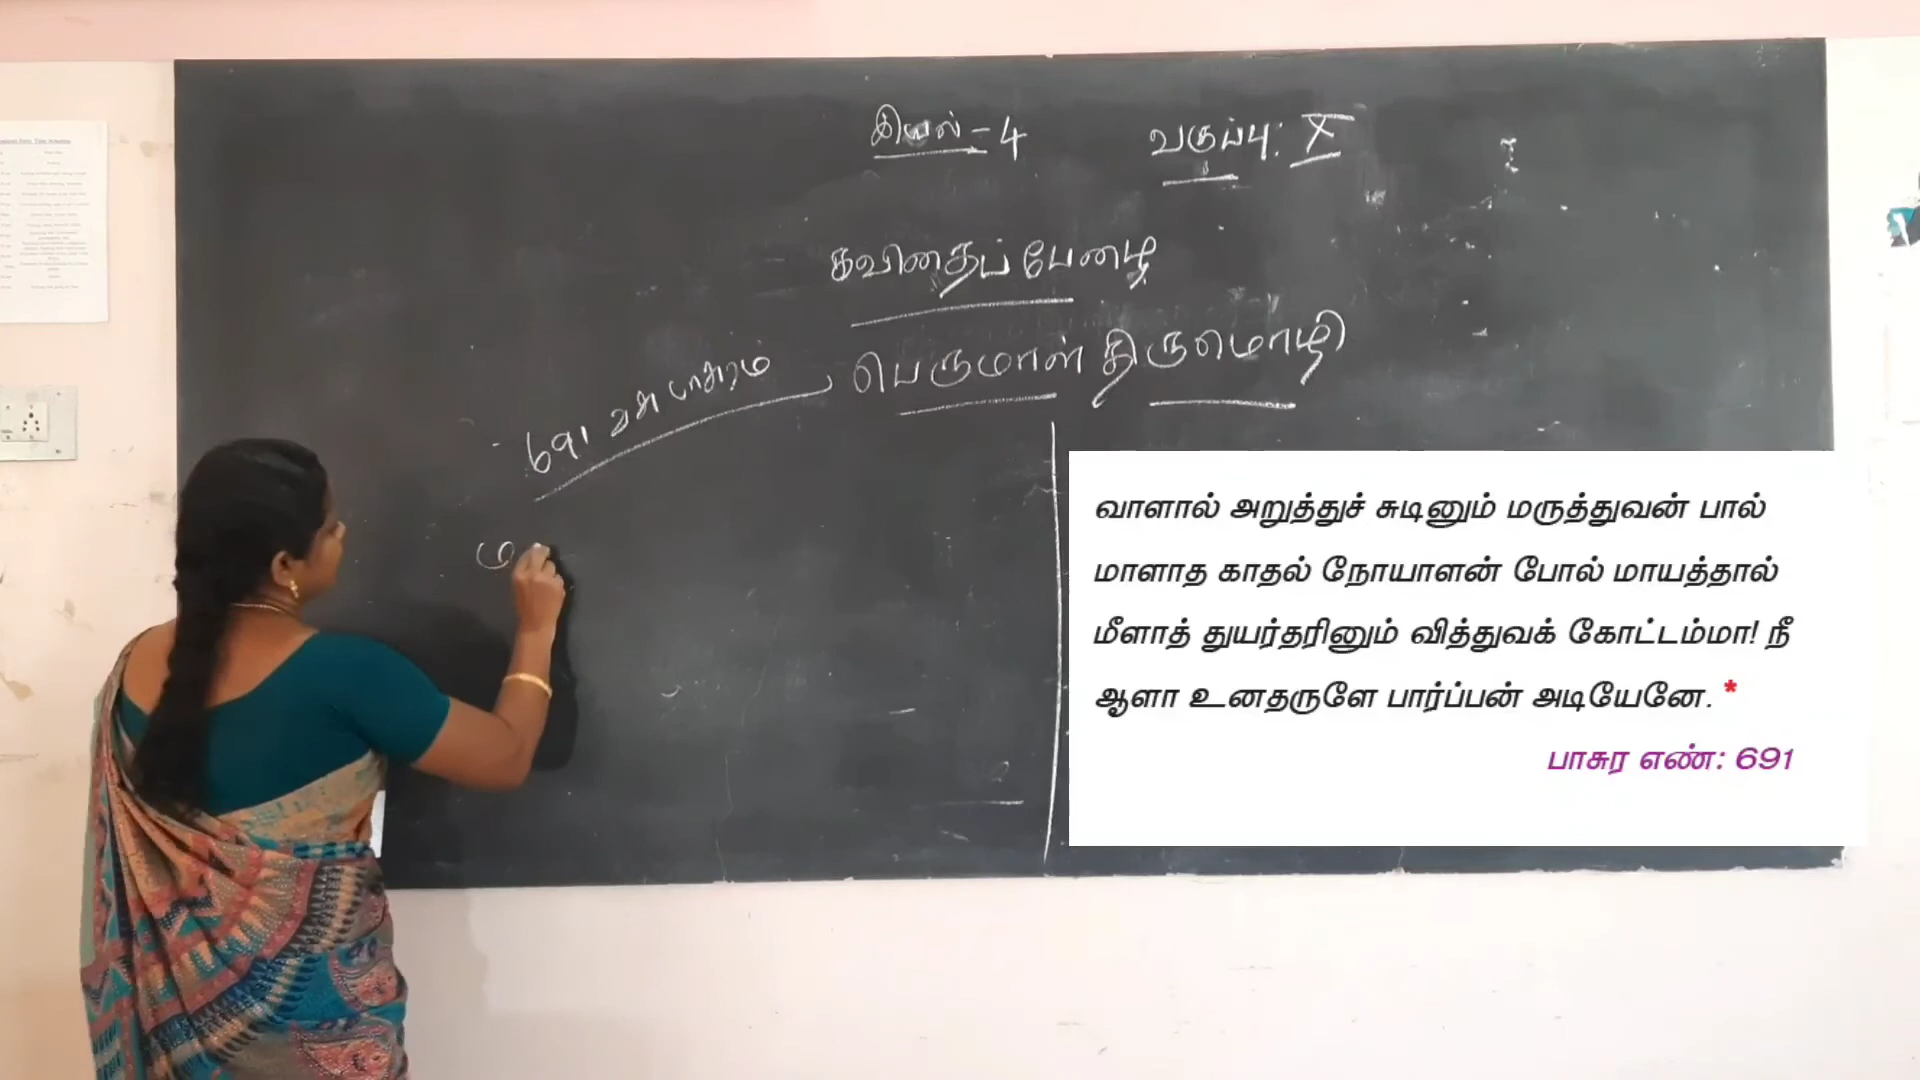 இயல் - 4
வகுப்பு: X
கவிதைப்பேழை
பெருமாள் திருமொழி
691 வது பாசுரம்
மு
வாளால் அறுத்துச் சுடினும் மருத்துவன் பால்
மாளாத காதல் நோயாளன் போல் மாயத்தால்
மீளாத் துயர்தரினும் வித்துவக் கோட்டம்மா! நீ
ஆளா உனதருளே பார்ப்பன் அடியேனே. *
பாசுர எண்: 691